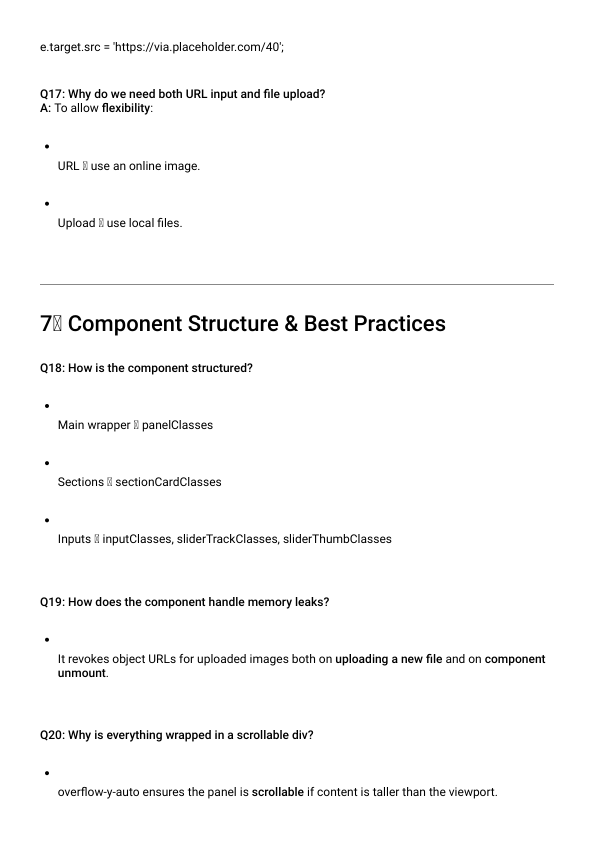 e.target.src = 'https://via.placeholder.com/40';
Q17: Why do we need both URL input and file upload?
A: To allow flexibility:
•
URL ▯ use an online image.
•
Upload ▯ use local files.
7▯ Component Structure & Best Practices
Q18: How is the component structured?
•
Main wrapper ▯ panelClasses
•
Sections ▯ sectionCardClasses
•
Inputs ▯ inputClasses, sliderTrackClasses, sliderThumbClasses
Q19: How does the component handle memory leaks?
•
It revokes object URLs for uploaded images both on uploading a new file and on component
unmount.
Q20: Why is everything wrapped in a scrollable div?
•
overflow-y-auto ensures the panel is scrollable if content is taller than the viewport.